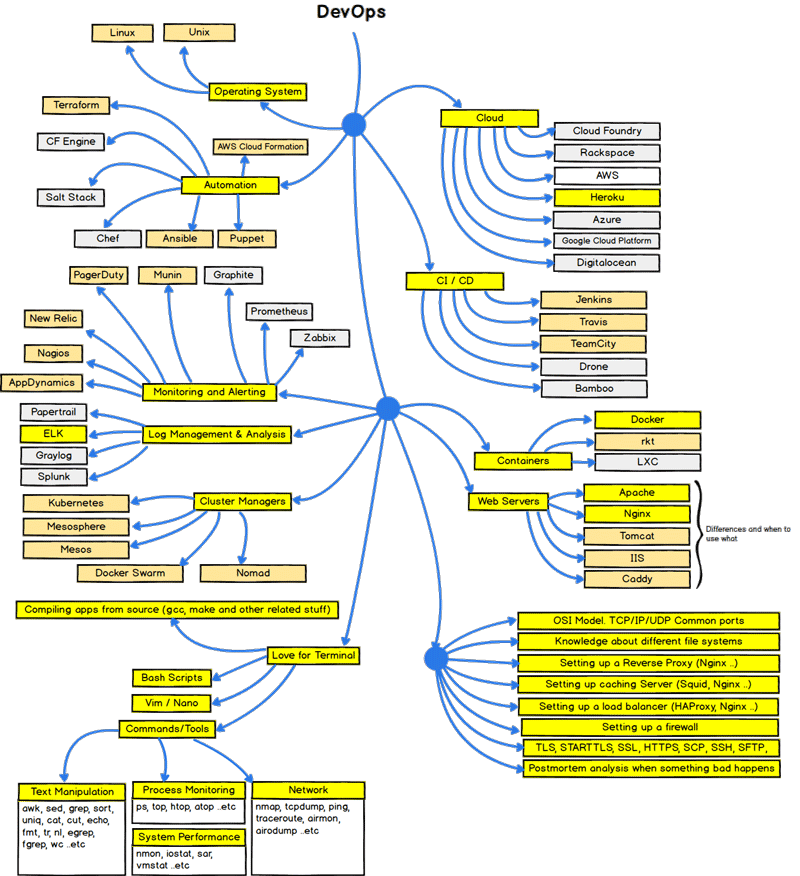 DevOps
Linux
Unix
Operating System
Terraform
CF Engine
AWS Cloud Formation
Automation
Salt Stack
Chef
Ansible
Puppet
Cloud
Cloud Foundry
Rackspace
AWS
Heroku
Azure
Google Cloud Platform
Digitalocean
CI / CD
Jenkins
Travis
TeamCity
Drone
Bamboo
PagerDuty
Munin
Graphite
Prometheus
Zabbix
New Relic
Nagios
AppDynamics
Monitoring and Alerting
Papertrail
ELK
Graylog
Splunk
Log Management & Analysis
Cluster Managers
Kubernetes
Mesosphere
Mesos
Docker Swarm
Nomad
Containers
Docker
rkt
LXC
Web Servers
Apache
Nginx
Tomcat
IIS
Caddy
Differences and when to
use what
Compiling apps from source (gcc, make and other related stuff)
Love for Terminal
Bash Scripts
Vim / Nano
Commands/Tools
OSI Model. TCP/IP/UDP Common ports
Knowledge about different file systems
Setting up a Reverse Proxy (Nginx ..)
Setting up caching Server (Squid, Nginx ..)
Setting up a load balancer (HAProxy, Nginx ..)
Setting up a firewall
TLS, STARTTLS, SSL, HTTPS, SCP, SSH, SFTP,
Postmortem analysis when something bad happens
Text Manipulation
awk, sed, grep, sort,
uniq, cat, cut, echo,
fmt, tr, nl, egrep,
fgrep, wc ..etc
Process Monitoring
ps, top, htop, atop ..etc
System Performance
nmon, iostat, sar,
vmstat ..etc
Network
nmap, tcpdump, ping,
traceroute, airmon,
airodump ..etc